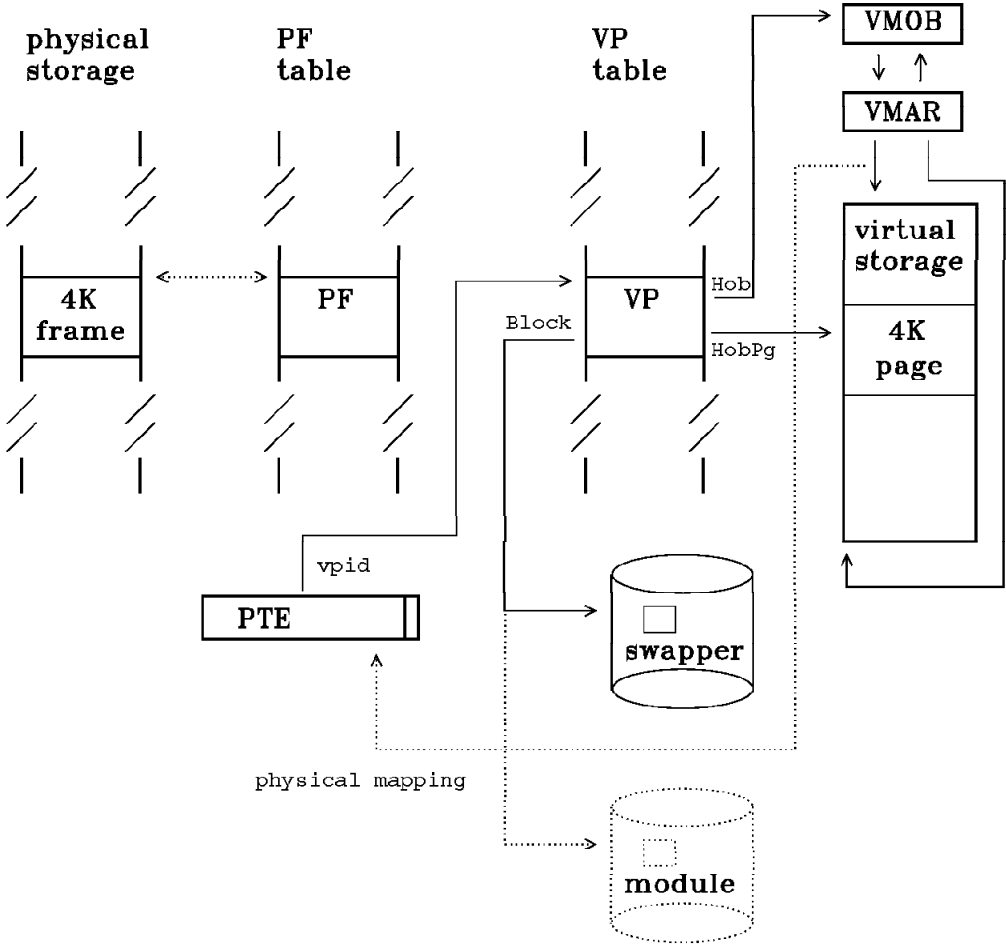 physical
storage
PF
table
VP
table
VMOB
VMAR
virtual
storage
4K
frame
PF
VP
Hob
HobPg
Block
4K
page
vpid
PTE
swapper
physical mapping
module